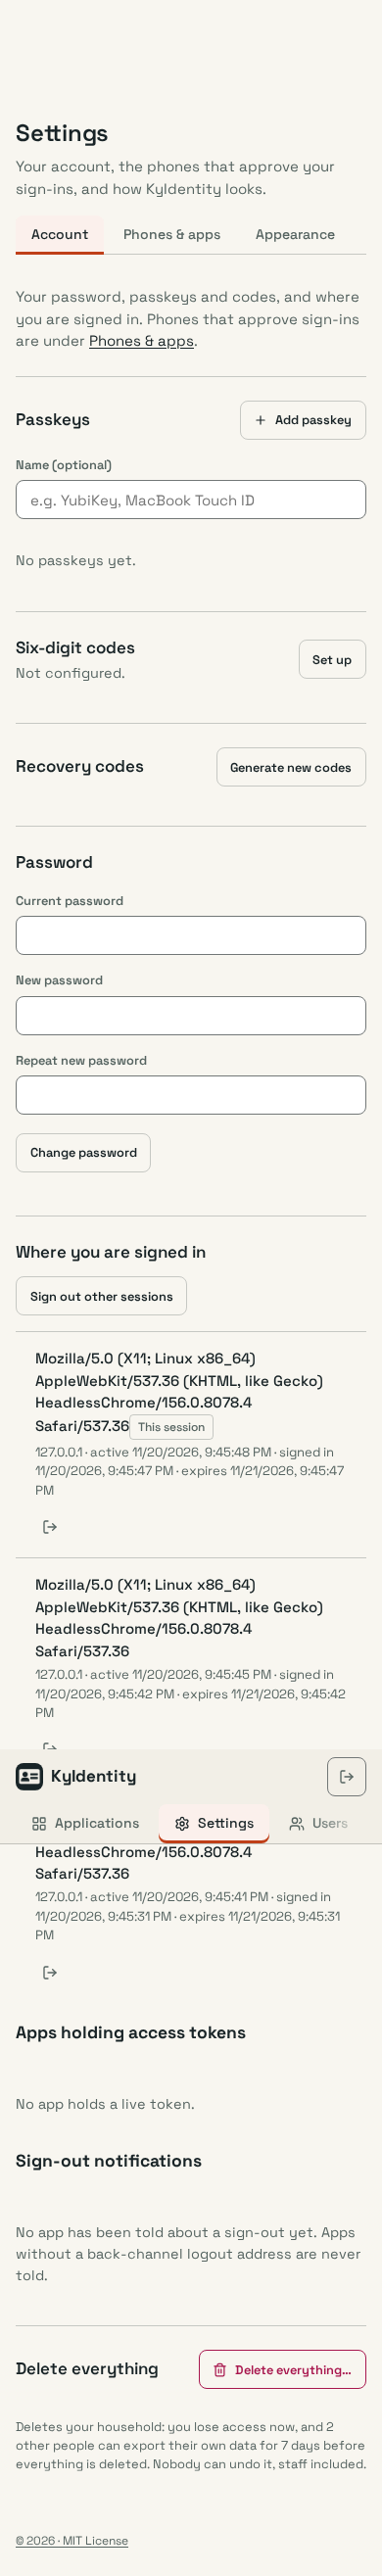 Settings
Your account, the phones that approve your
sign-ins, and how KyIdentity looks.
Account Phones & apps Appearance
Your password, passkeys and codes, and where
you are signed in. Phones that approve sign-ins
are under Phones & apps.
Passkeys + Add passkey
Name (optional)
e.g. YubiKey, MacBook Touch ID
No passkeys yet.
Six-digit codes
Not configured.
Set up
Recovery codes Generate new codes
Password
Current password
New password
Repeat new password
Change password
Where you are signed in
Sign out other sessions
Mozilla/5.0 (X11; Linux x86_64)
AppleWebKit/537.36 (KHTML, like Gecko)
HeadlessChrome/156.0.8078.4
Safari/537.36 This session
127.0.0.1 · active 11/20/2026, 9:45:48 PM · signed in
11/20/2026, 9:45:47 PM · expires 11/21/2026, 9:45:47
PM
Mozilla/5.0 (X11; Linux x86_64)
AppleWebKit/537.36 (KHTML, like Gecko)
HeadlessChrome/156.0.8078.4
Safari/537.36
127.0.0.1 · active 11/20/2026, 9:45:45 PM · signed in
11/20/2026, 9:45:42 PM · expires 11/21/2026, 9:45:42
PM
KyIdentity
Applications Settings Users
HeadlessChrome/156.0.8078.4
Safari/537.36
127.0.0.1 · active 11/20/2026, 9:45:41 PM · signed in
11/20/2026, 9:45:31 PM · expires 11/21/2026, 9:45:31
PM
Apps holding access tokens
No app holds a live token.
Sign-out notifications
No app has been told about a sign-out yet. Apps
without a back-channel logout address are never
told.
Delete everything Delete everything...
Deletes your household: you lose access now, and 2
other people can export their own data for 7 days before
everything is deleted. Nobody can undo it, staff included.
© 2026 · MIT License